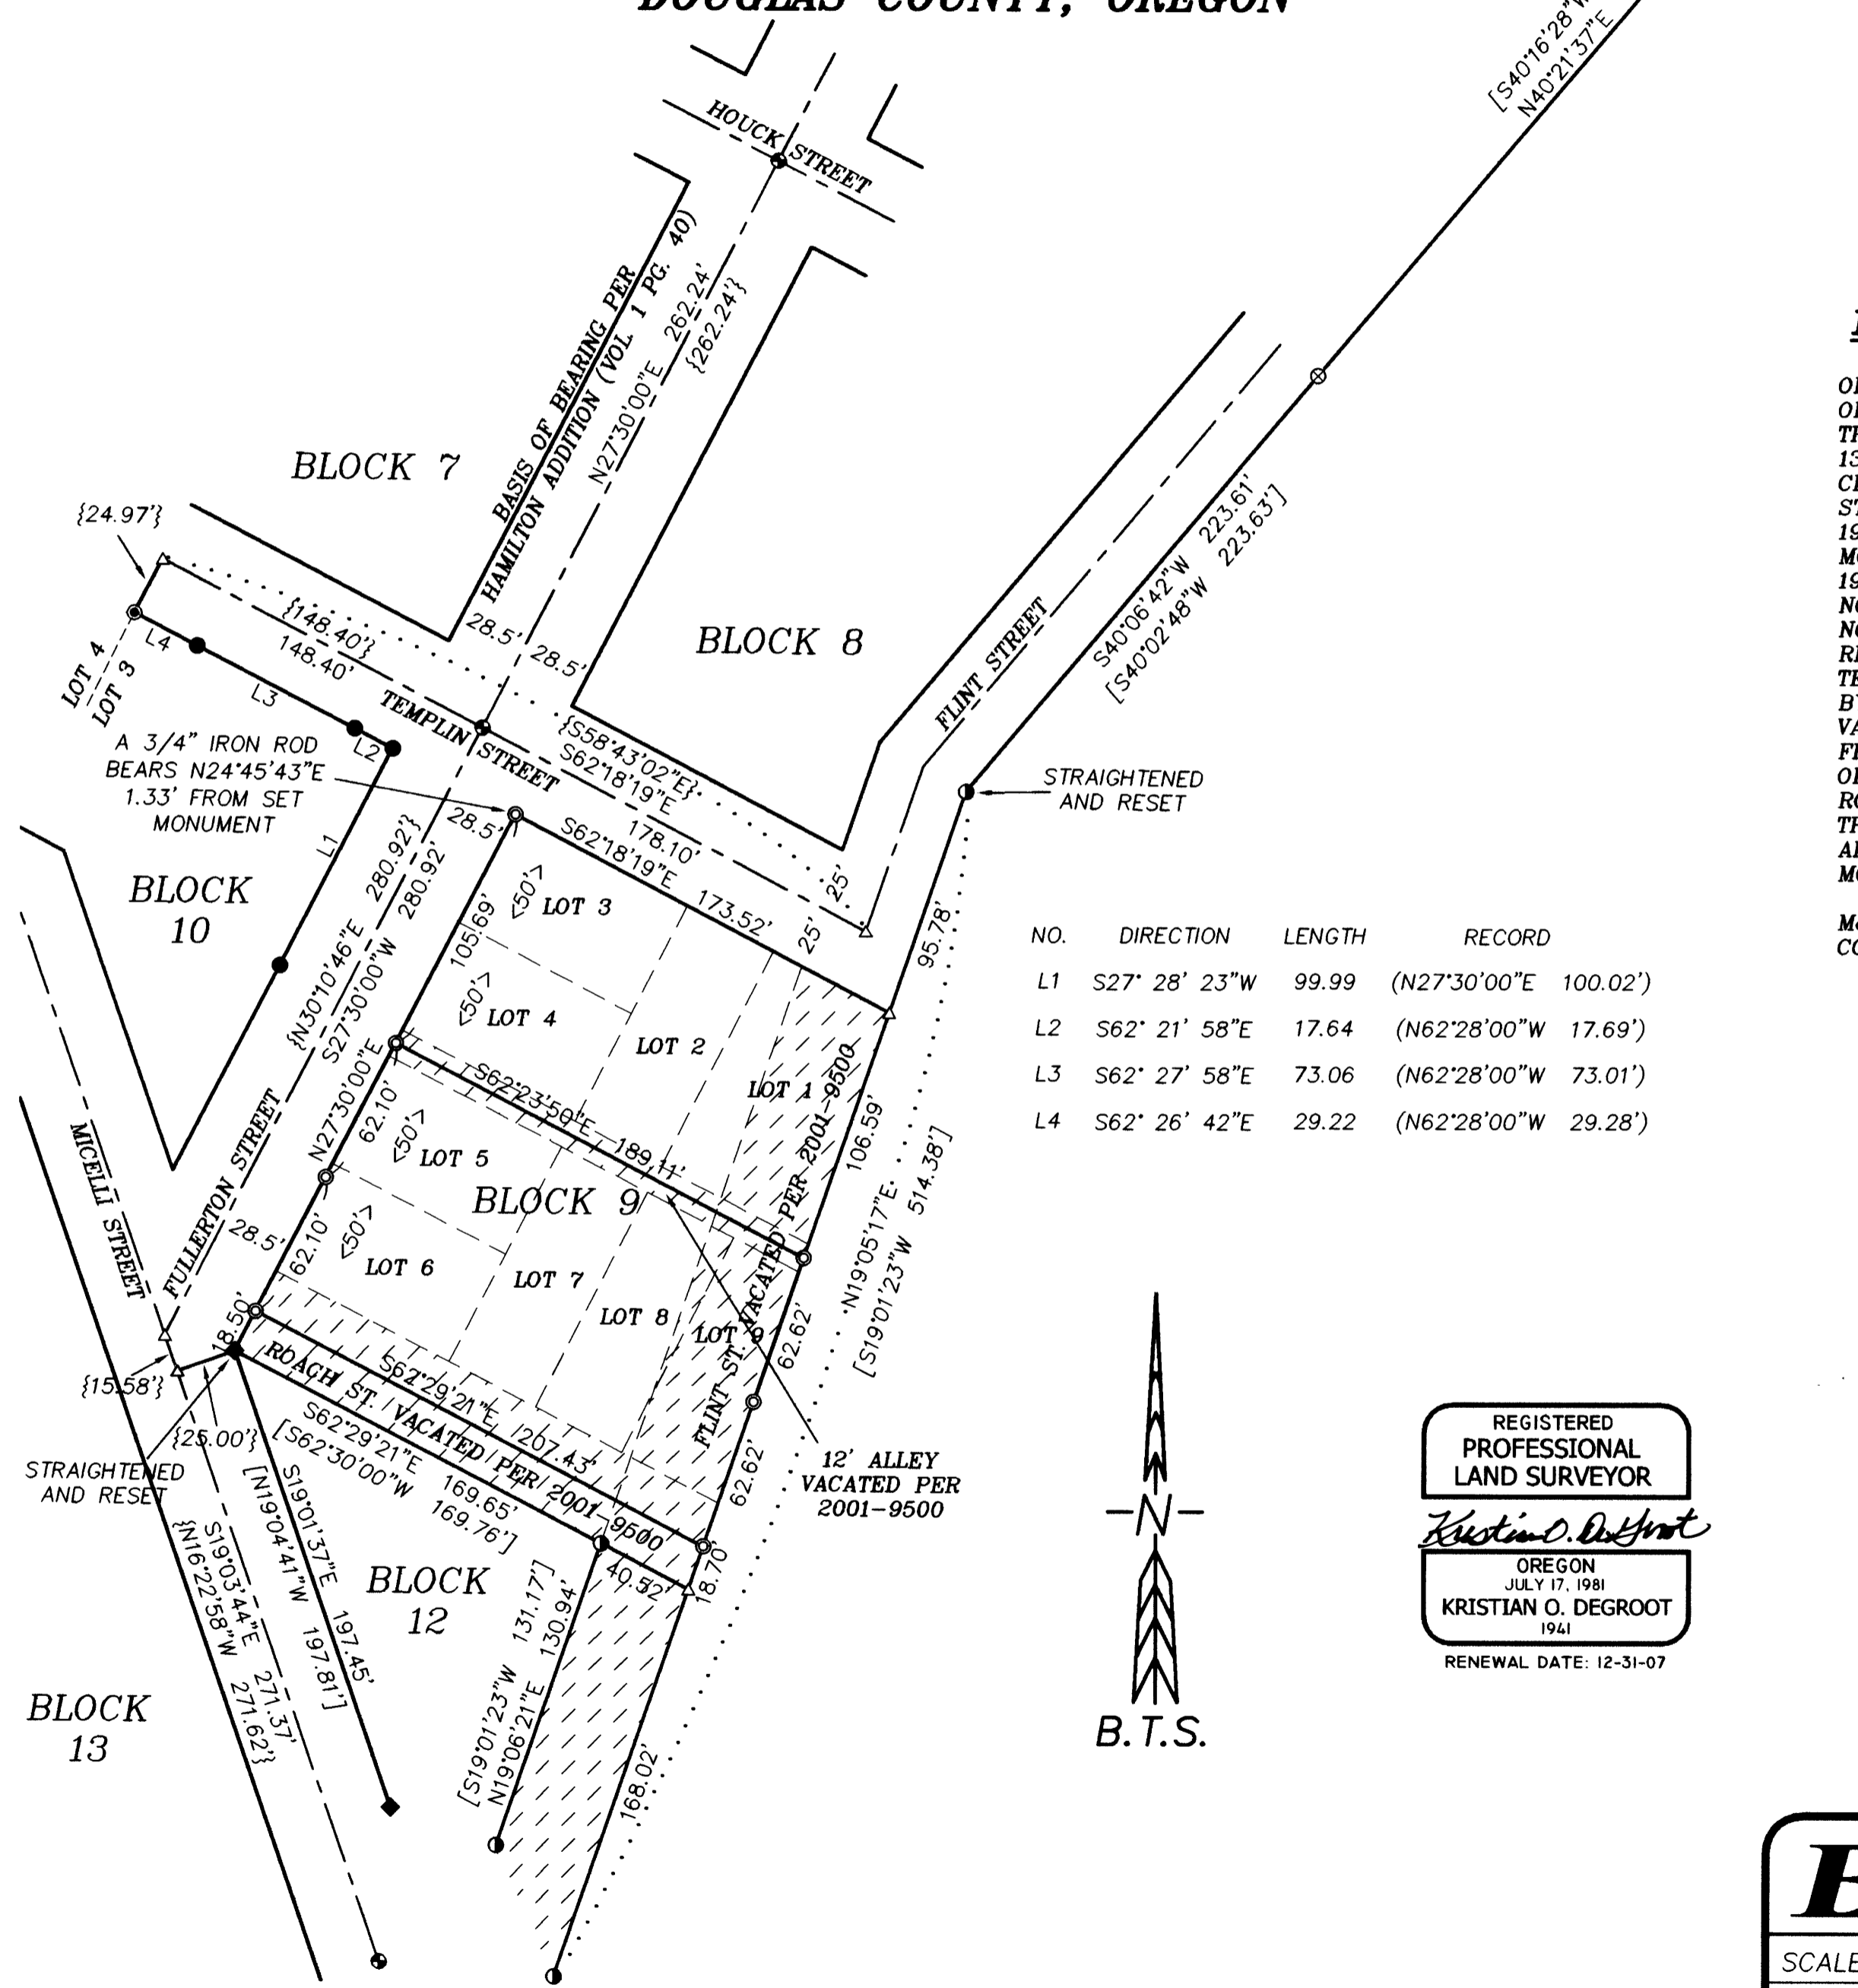 DOUGLAS COUNTY, OREGON
[S40°16'28"W
N40°21'37"E
HOUCK STREET
BASIS OF BEARING PER
HAMILTON ADDITION (VOL. 1 PG. 40)
N27°30'00"E 262.24'
{262.24'}
BLOCK 7
{24.97'}
BLOCK 8
28.5'
28.5'
{148.40'}
148.40'
L4
L3
L2
L1
LOT 4
LOT 3
TEMPLIN STREET
{S58°43'02"E}
S62°18'19"E
178.10'
FLINT STREET
S40°06'42"W 223.61'
[S40°02'48"W 223.63']
A 3/4" IRON ROD
BEARS N24°45'43"E
1.33' FROM SET
MONUMENT
STRAIGHTENED
AND RESET
28.5'
S62°18'19"E 173.52'
25'
25'
95.78'
BLOCK
10
{N30°10'46"E 280.92'}
S27°30'00"W 280.92'
105.69'
<50'>
LOT 3
<50'>
LOT 4
LOT 2
LOT 1
NO. DIRECTION LENGTH RECORD
L1 S27° 28' 23"W 99.99 (N27°30'00"E 100.02')
L2 S62° 21' 58"E 17.64 (N62°28'00"W 17.69')
L3 S62° 27' 58"E 73.06 (N62°28'00"W 73.01')
L4 S62° 26' 42"E 29.22 (N62°28'00"W 29.28')
S62°23'50"E 189.11'
106.59'
N27°30'00"E
62.10'
<50'>
LOT 5
BLOCK 9
MICELLI STREET
FULLERTON STREET
28.5'
62.10'
<50'>
LOT 6
LOT 7
LOT 8
LOT 9
FLINT ST. VACATED PER 2001-9500
62.62'
N19°05'17"E
[S19°01'23"W 514.38']
18.50'
{15.58'}
{25.00'}
ROACH ST. VACATED PER 2001-9500
S62°29'21"E 207.43'
S62°29'21"E 169.65'
[S62°30'00"W 169.76']
62.62'
12' ALLEY
VACATED PER
2001-9500
STRAIGHTENED
AND RESET
40.52'
18.70'
S19°01'37"E 197.45'
[N19°04'41"W 197.81']
S19°03'44"E 271.37'
{N16°22'58"W 271.62'}
BLOCK
12
[S19°01'23"W 131.17']
N19°06'21"E 130.94'
168.02'
BLOCK
13
N
B.T.S.
REGISTERED
PROFESSIONAL
LAND SURVEYOR
Kristian O. DeGroot
OREGON
JULY 17, 1981
KRISTIAN O. DEGROOT
1941
RENEWAL DATE: 12-31-07
SCALE